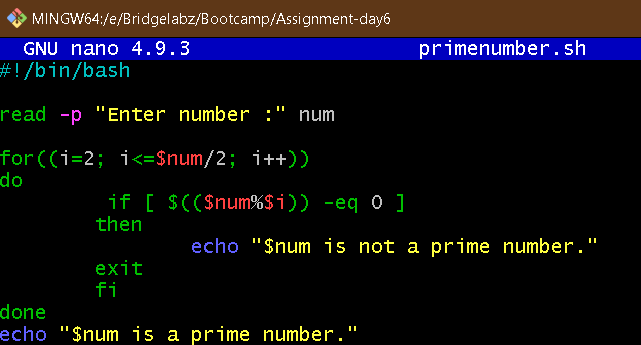 MINGW64:/e/Bridgelabz/Bootcamp/Assignment-day6
GNU nano 4.9.3 primenumber.sh
#!/bin/bash
read -p "Enter number :" num
for((i=2; i<=$num/2; i++))
do
if [ $(($num%$i)) -eq 0 ]
then
echo "$num is not a prime number."
exit
fi
done
echo "$num is a prime number."